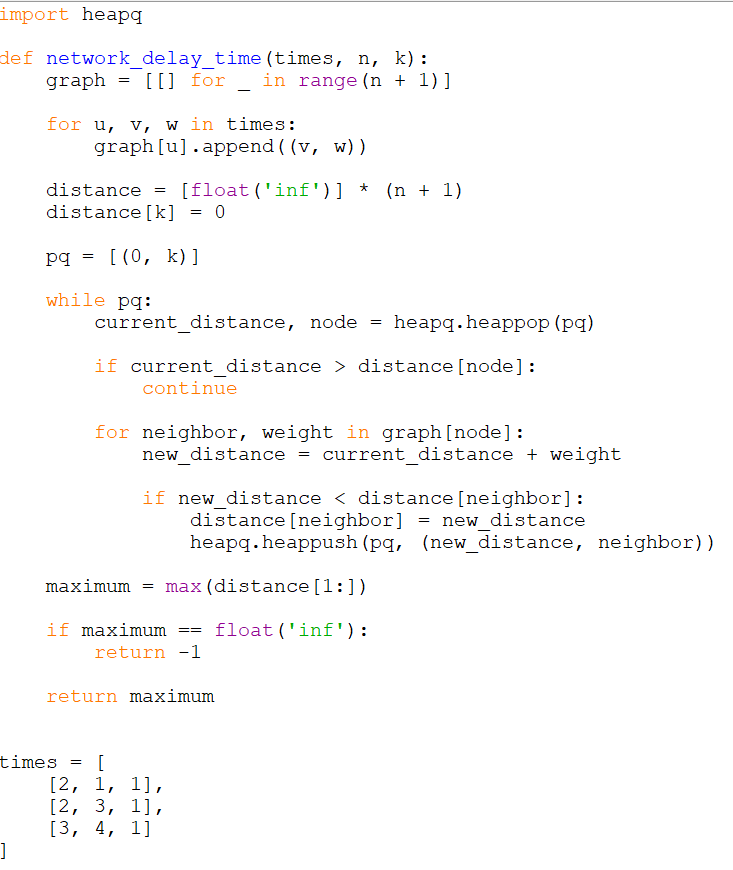 import heapq

def network_delay_time(times, n, k):
    graph = [[] for _ in range(n + 1)]

    for u, v, w in times:
        graph[u].append((v, w))

    distance = [float('inf')] * (n + 1)
    distance[k] = 0

    pq = [(0, k)]

    while pq:
        current_distance, node = heapq.heappop(pq)

        if current_distance > distance[node]:
            continue

        for neighbor, weight in graph[node]:
            new_distance = current_distance + weight

            if new_distance < distance[neighbor]:
                distance[neighbor] = new_distance
                heapq.heappush(pq, (new_distance, neighbor))

    maximum = max(distance[1:])

    if maximum == float('inf'):
        return -1

    return maximum


times = [
    [2, 1, 1],
    [2, 3, 1],
    [3, 4, 1]
]